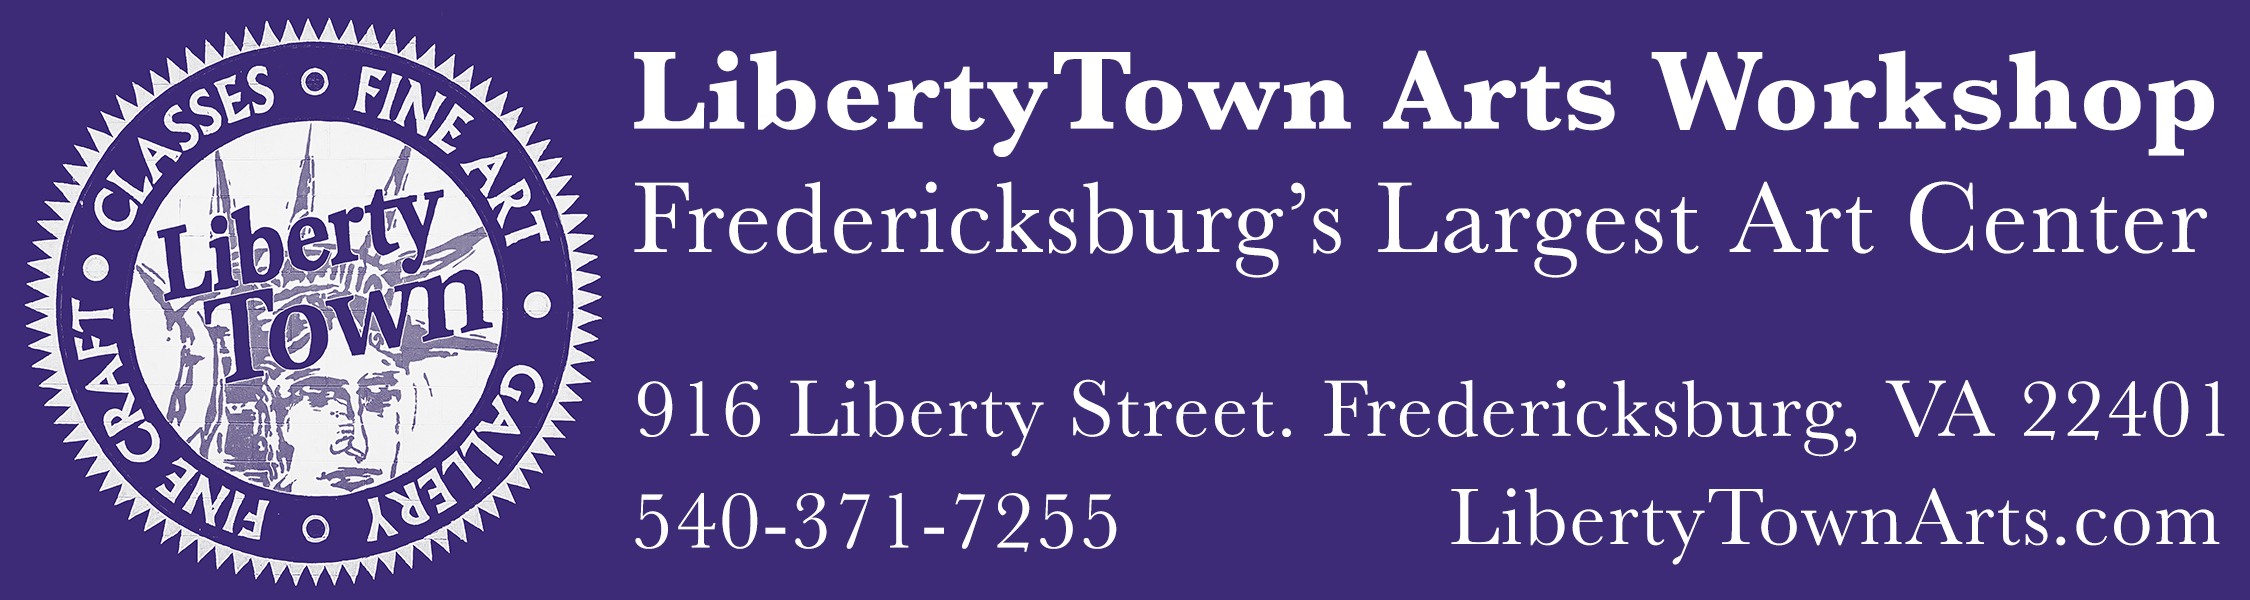 CLASSES
FINE ART
GALLERY
FINE CRAFT
Liberty
Town
LibertyTown Arts Workshop
Fredericksburg’s Largest Art Center
916 Liberty Street. Fredericksburg, VA 22401
540-371-7255
LibertyTownArts.com